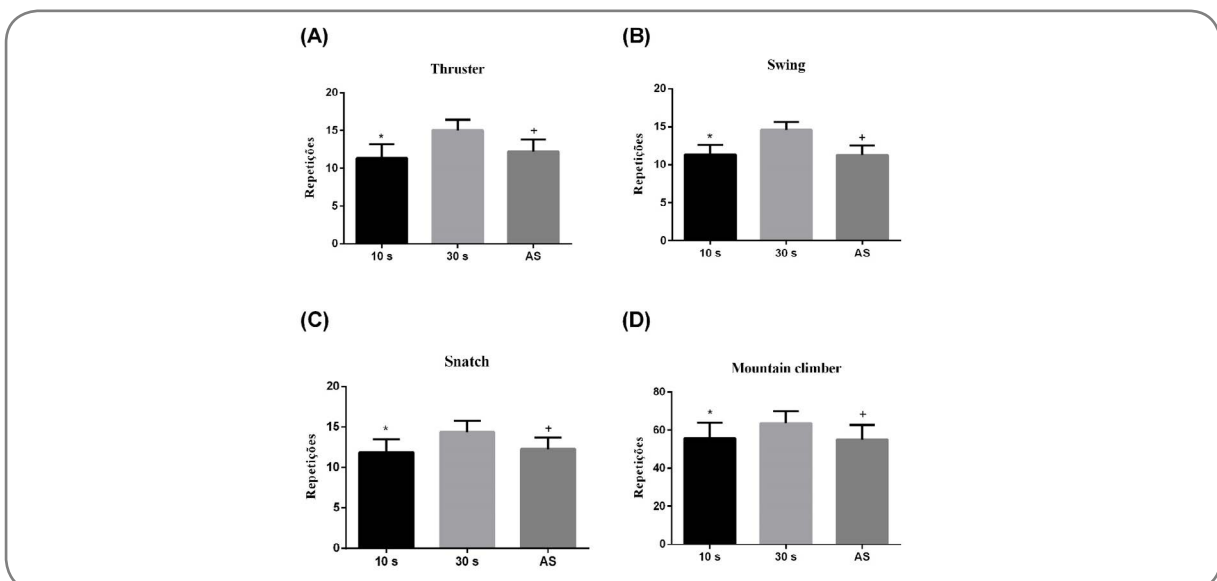 (A)
Thruster
Repetições
20
15
10
5
0
*
+
10 s 30 s AS
(B)
Swing
Repetições
20
15
10
5
0
*
+
10 s 30 s AS
(C)
Snatch
Repetições
20
15
10
5
0
*
+
10 s 30 s AS
(D)
Mountain climber
Repetições
80
60
40
20
0
*
+
10 s 30 s AS